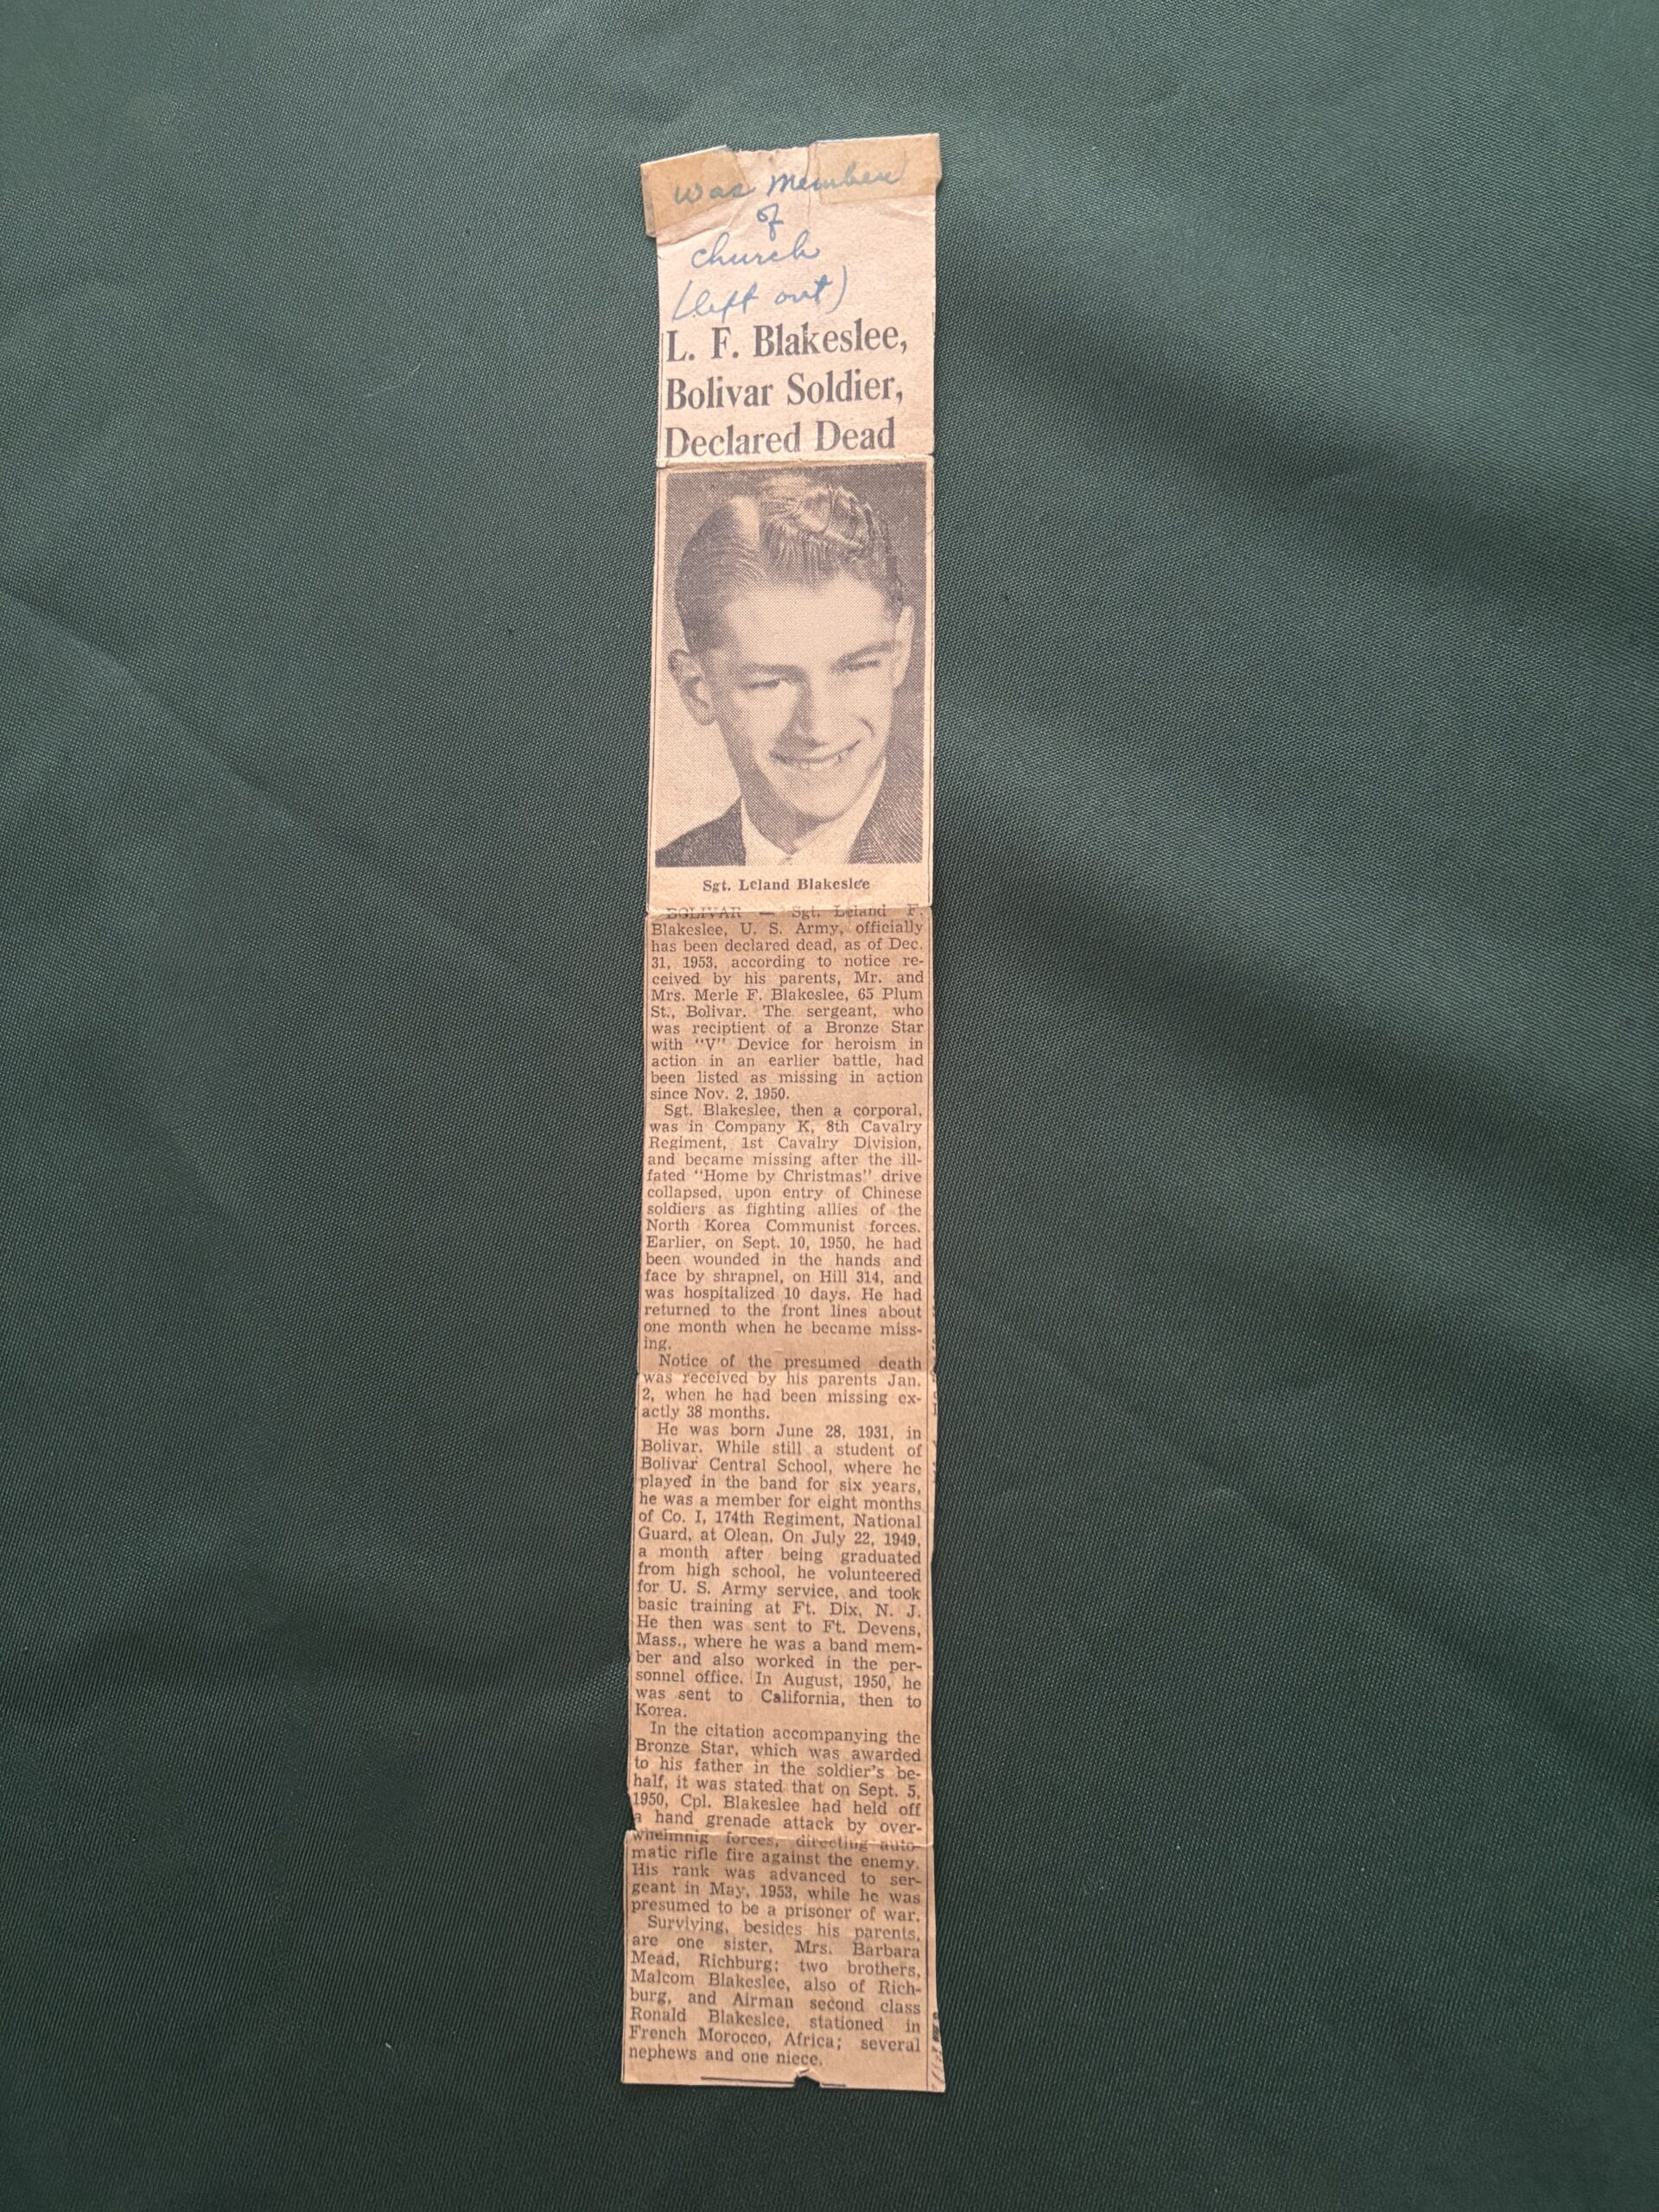 was member
of
church
(left out)
L. F. Blakeslee,
Bolivar Soldier,
Declared Dead
Sgt. Leland Blakeslee
BOLIVAR — Sgt. Leland F.
Blakeslee, U. S. Army, officially
has been declared dead, as of Dec.
31, 1953, according to notice re-
ceived by his parents, Mr. and
Mrs. Merle F. Blakeslee, 65 Plum
St., Bolivar. The sergeant, who
was reciptient of a Bronze Star
with "V" Device for heroism in
action in an earlier battle, had
been listed as missing in action
since Nov. 2, 1950.
Sgt. Blakeslee, then a corporal,
was in Company K, 8th Cavalry
Regiment, 1st Cavalry Division,
and became missing after the ill-
fated "Home by Christmas" drive
collapsed, upon entry of Chinese
soldiers as fighting allies of the
North Korea Communist forces.
Earlier, on Sept. 10, 1950, he had
been wounded in the hands and
face by shrapnel, on Hill 314, and
was hospitalized 10 days. He had
returned to the front lines about
one month when he became miss-
ing.
Notice of the presumed death
was received by his parents Jan.
2, when he had been missing ex-
actly 38 months.
He was born June 28, 1931, in
Bolivar. While still a student of
Bolivar Central School, where he
played in the band for six years,
he was a member for eight months
of Co. I, 174th Regiment, National
Guard, at Olean. On July 22, 1949,
a month after being graduated
from high school, he volunteered
for U. S. Army service, and took
basic training at Ft. Dix, N. J.
He then was sent to Ft. Devens,
Mass., where he was a band mem-
ber and also worked in the per-
sonnel office. In August, 1950, he
was sent to California, then to
Korea.
In the citation accompanying the
Bronze Star, which was awarded
to his father in the soldier's be-
half, it was stated that on Sept. 5,
1950, Cpl. Blakeslee had held off
a hand grenade attack by over-
whelmnig forces, directing auto-
matic rifle fire against the enemy.
His rank was advanced to ser-
geant in May, 1953, while he was
presumed to be a prisoner of war.
Surviving, besides his parents,
are one sister, Mrs. Barbara
Mead, Richburg; two brothers,
Malcom Blakeslee, also of Rich-
burg, and Airman second class
Ronald Blakeslee, stationed in
French Morocco, Africa; several
nephews and one niece.